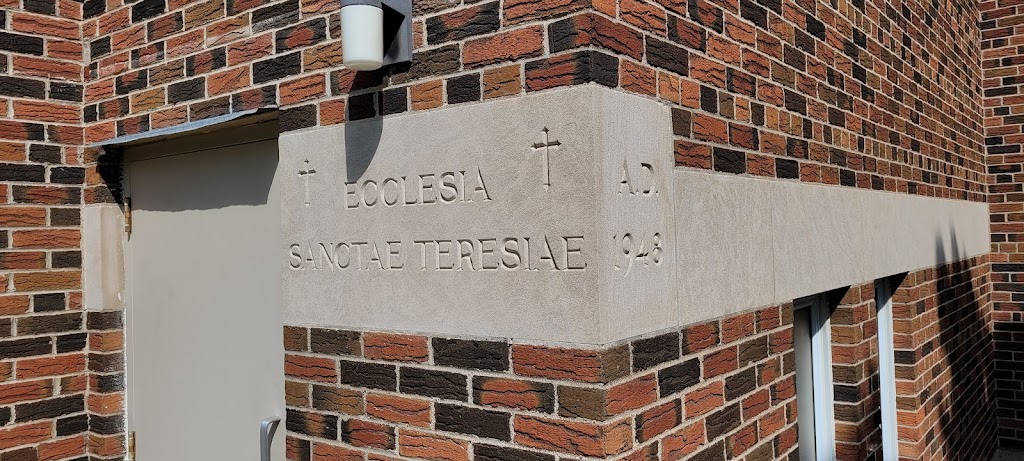 ECCLESIA
SANCTAE TERESIAE
A.D.
1948